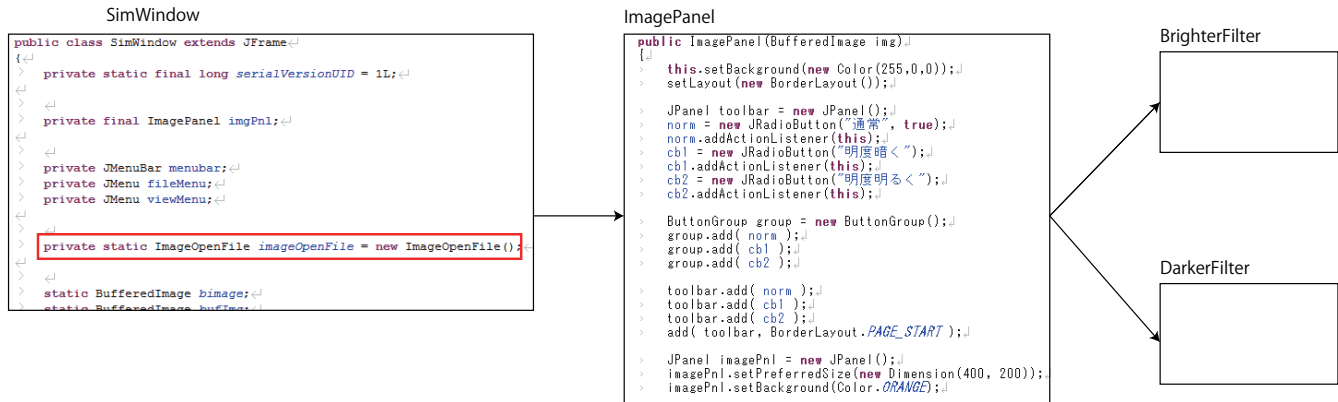 SimWindow
public class SimWindow extends JFrame
{
private static final long serialVersionUID = 1L;
private final ImagePanel imgPnl;
private JMenuBar menubar;
private JMenu fileMenu;
private JMenu viewMenu;
private static ImageOpenFile imageOpenFile = new ImageOpenFile();
static BufferedImage bimage;
static BufferedImage bufImg;
ImagePanel
public ImagePanel(BufferedImage img)
{
this.setBackground(new Color(255,0,0));
setLayout(new BorderLayout());
JPanel toolbar = new JPanel();
norm = new JRadioButton("通常", true);
norm.addActionListener(this);
cb1 = new JRadioButton("明度暗く");
cb1.addActionListener(this);
cb2 = new JRadioButton("明度明るく");
cb2.addActionListener(this);
ButtonGroup group = new ButtonGroup();
group.add( norm );
group.add( cb1 );
group.add( cb2 );
toolbar.add( norm );
toolbar.add( cb1 );
toolbar.add( cb2 );
add( toolbar, BorderLayout.PAGE_START );
JPanel imagePnl = new JPanel();
imagePnl.setPreferredSize(new Dimension(400, 200));
imagePnl.setBackground(Color.ORANGE);
BrighterFilter
DarkerFilter